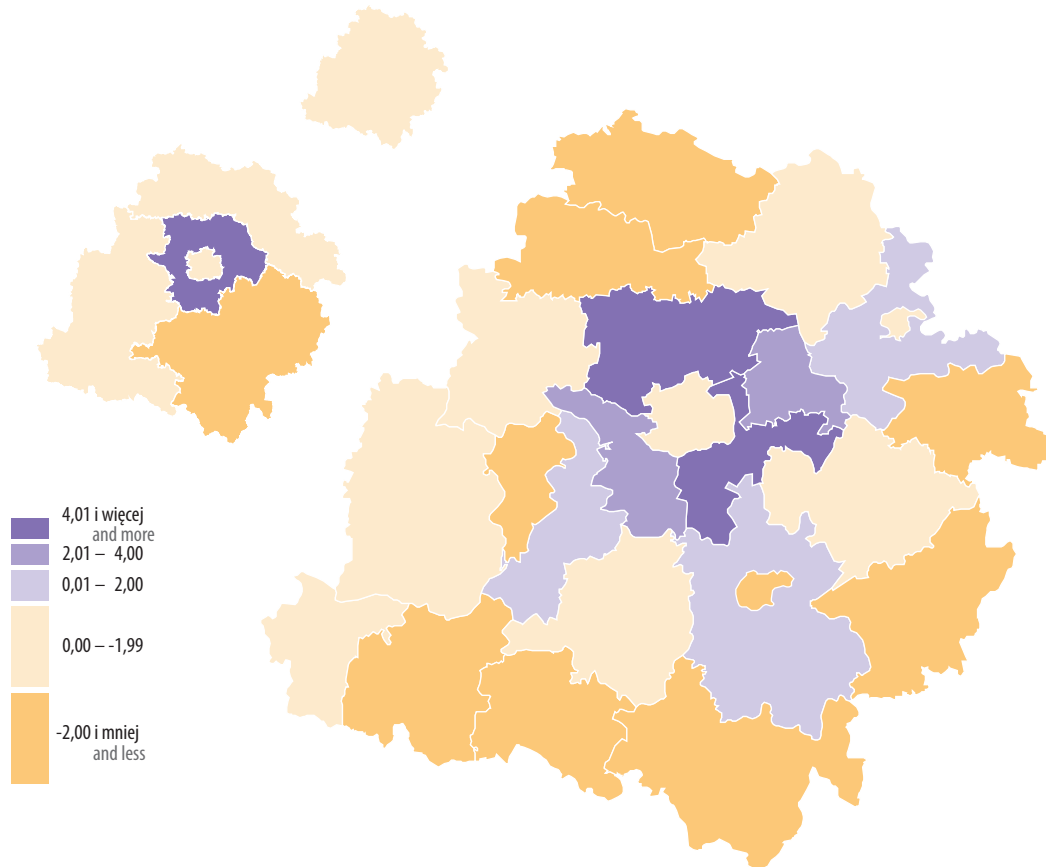 4,01 i więcej
and more
2,01 – 4,00
0,01 – 2,00
0,00 – -1,99
-2,00 i mniej
and less